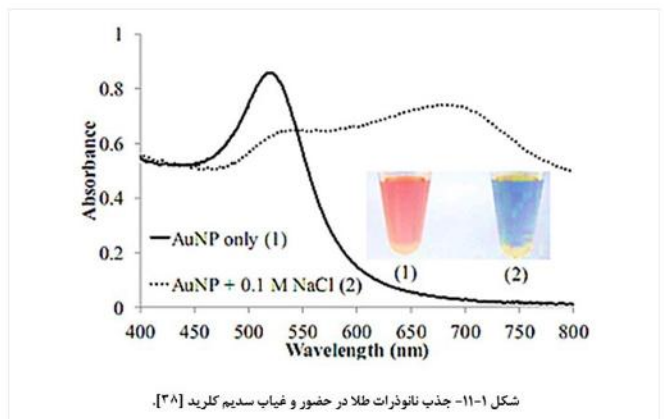 1
0.8
0.6
0.4
0.2
0
Absorbance
AuNP only (1)
AuNP + 0.1 M NaCl (2)
(1)
(2)
400 450 500 550 600 650 700 750 800
Wavelength (nm)
شکل ۱-۱۱- جذب نانوذرات طلا در حضور و غیاب سدیم کلرید [۳۸].